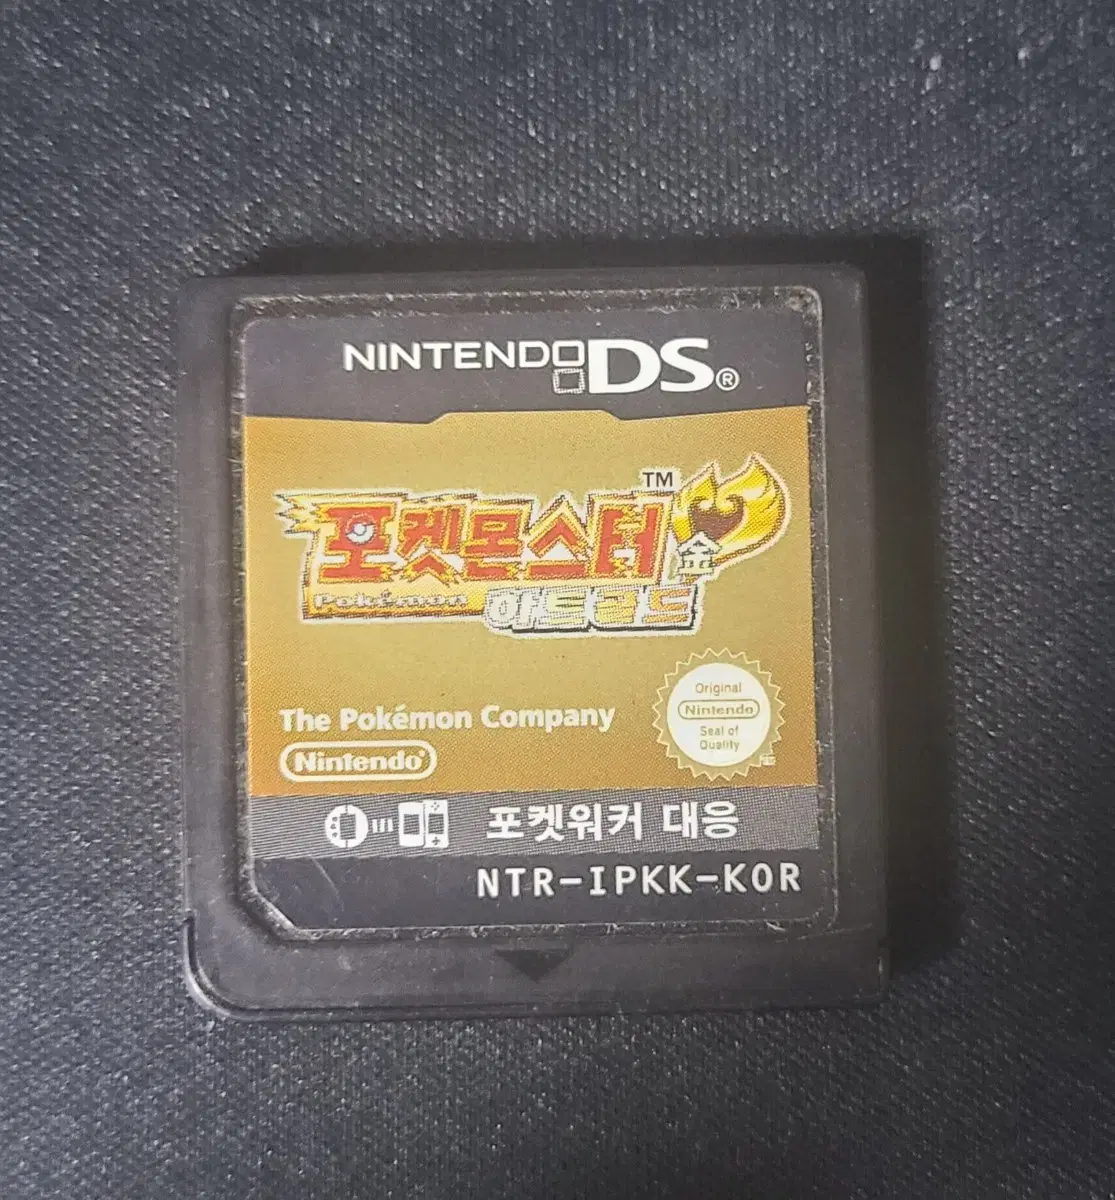 NINTENDO DS®
TM
포켓몬스터
Pokémon 하트골드
The Pokémon Company
Nintendo®
Original
Nintendo
Seal of
Quality
포켓워커 대응
NTR-IPKK-KOR